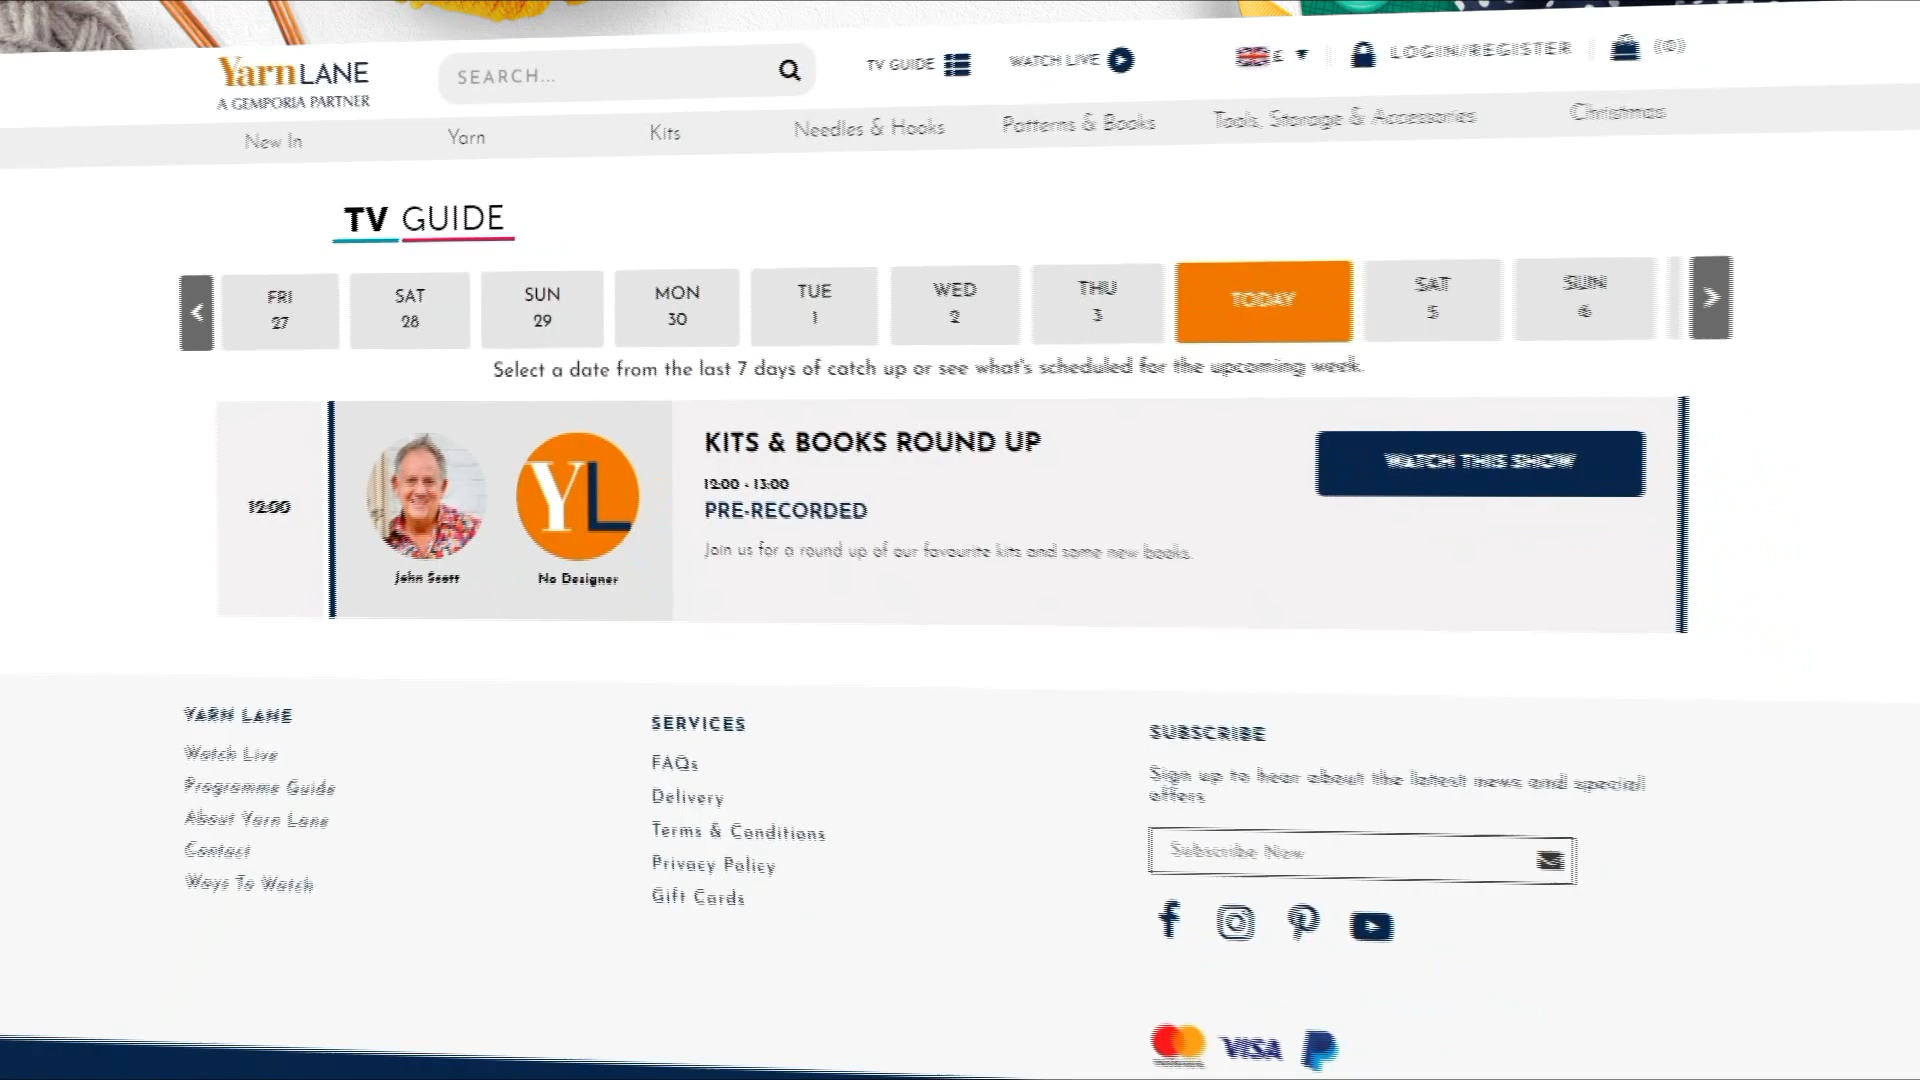 YarnLANE
A GEMPORIA PARTNER
SEARCH...
TV GUIDE
WATCH LIVE
£
LOGIN/REGISTER
(0)
New In
Yarn
Kits
Needles & Hooks
Patterns & Books
Tools, Storage & Accessories
Christmas
TV GUIDE
FRI
27
SAT
28
SUN
29
MON
30
TUE
1
WED
2
THU
3
TODAY
SAT
5
SUN
6
Select a date from the last 7 days of catch up or see what's scheduled for the upcoming week.
12:00
YL
John Scott
No Designer
KITS & BOOKS ROUND UP
12:00 - 13:00
PRE-RECORDED
Join us for a round up of our favourite kits and some new books.
WATCH THIS SHOW
YARN LANE
Watch Live
Programme Guide
About Yarn Lane
Contact
Ways To Watch
SERVICES
FAQs
Delivery
Terms & Conditions
Privacy Policy
Gift Cards
SUBSCRIBE
Sign up to hear about the latest news and special
offers
Subscribe Now
VISA